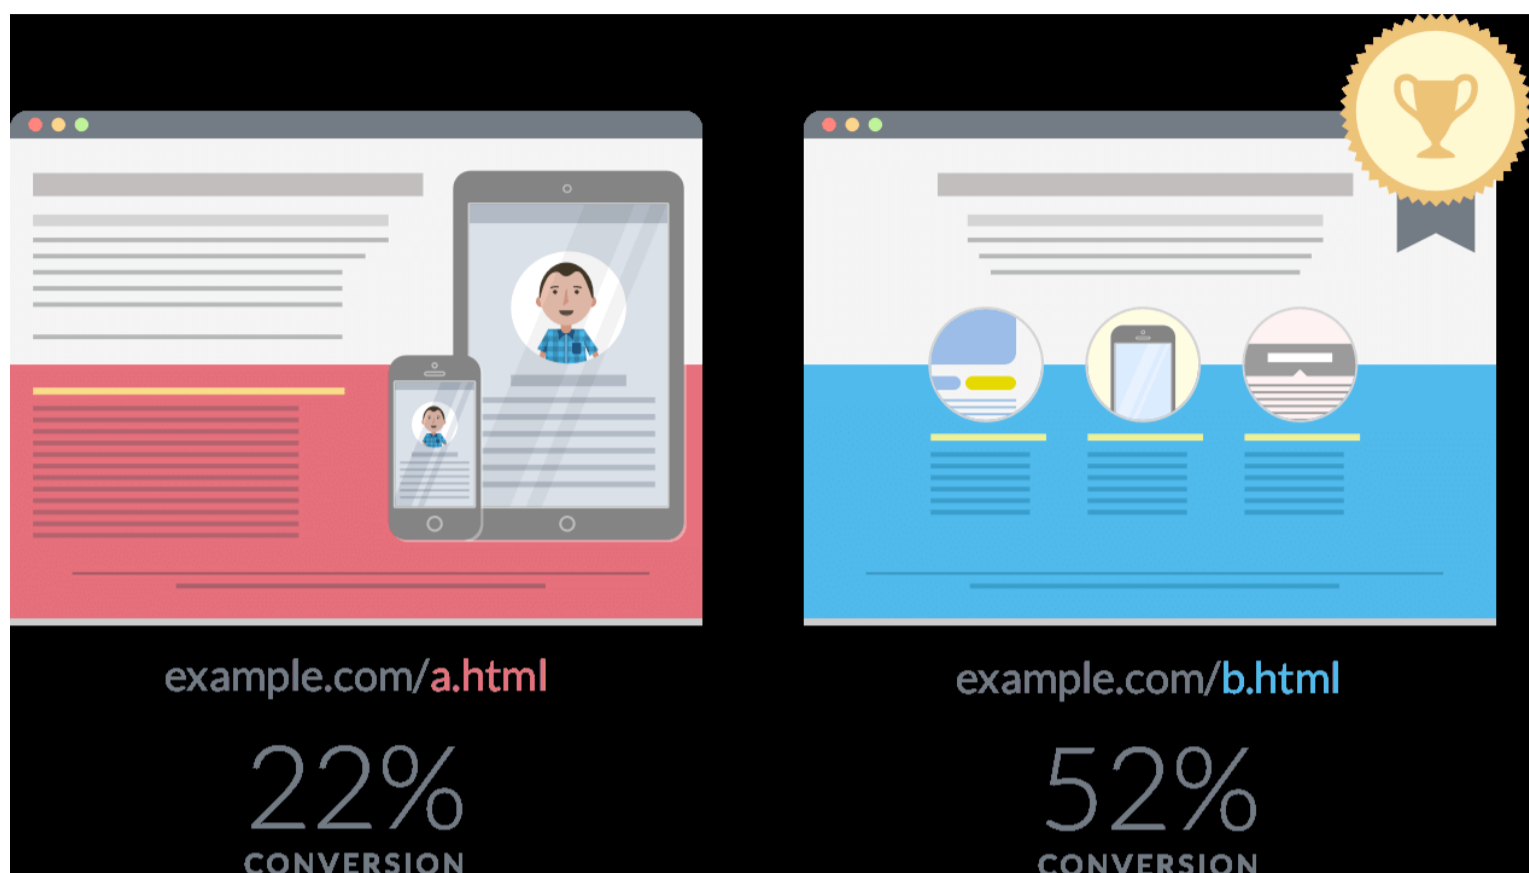 example.com/a.html
22%
CONVERSION
example.com/b.html
52%
CONVERSION